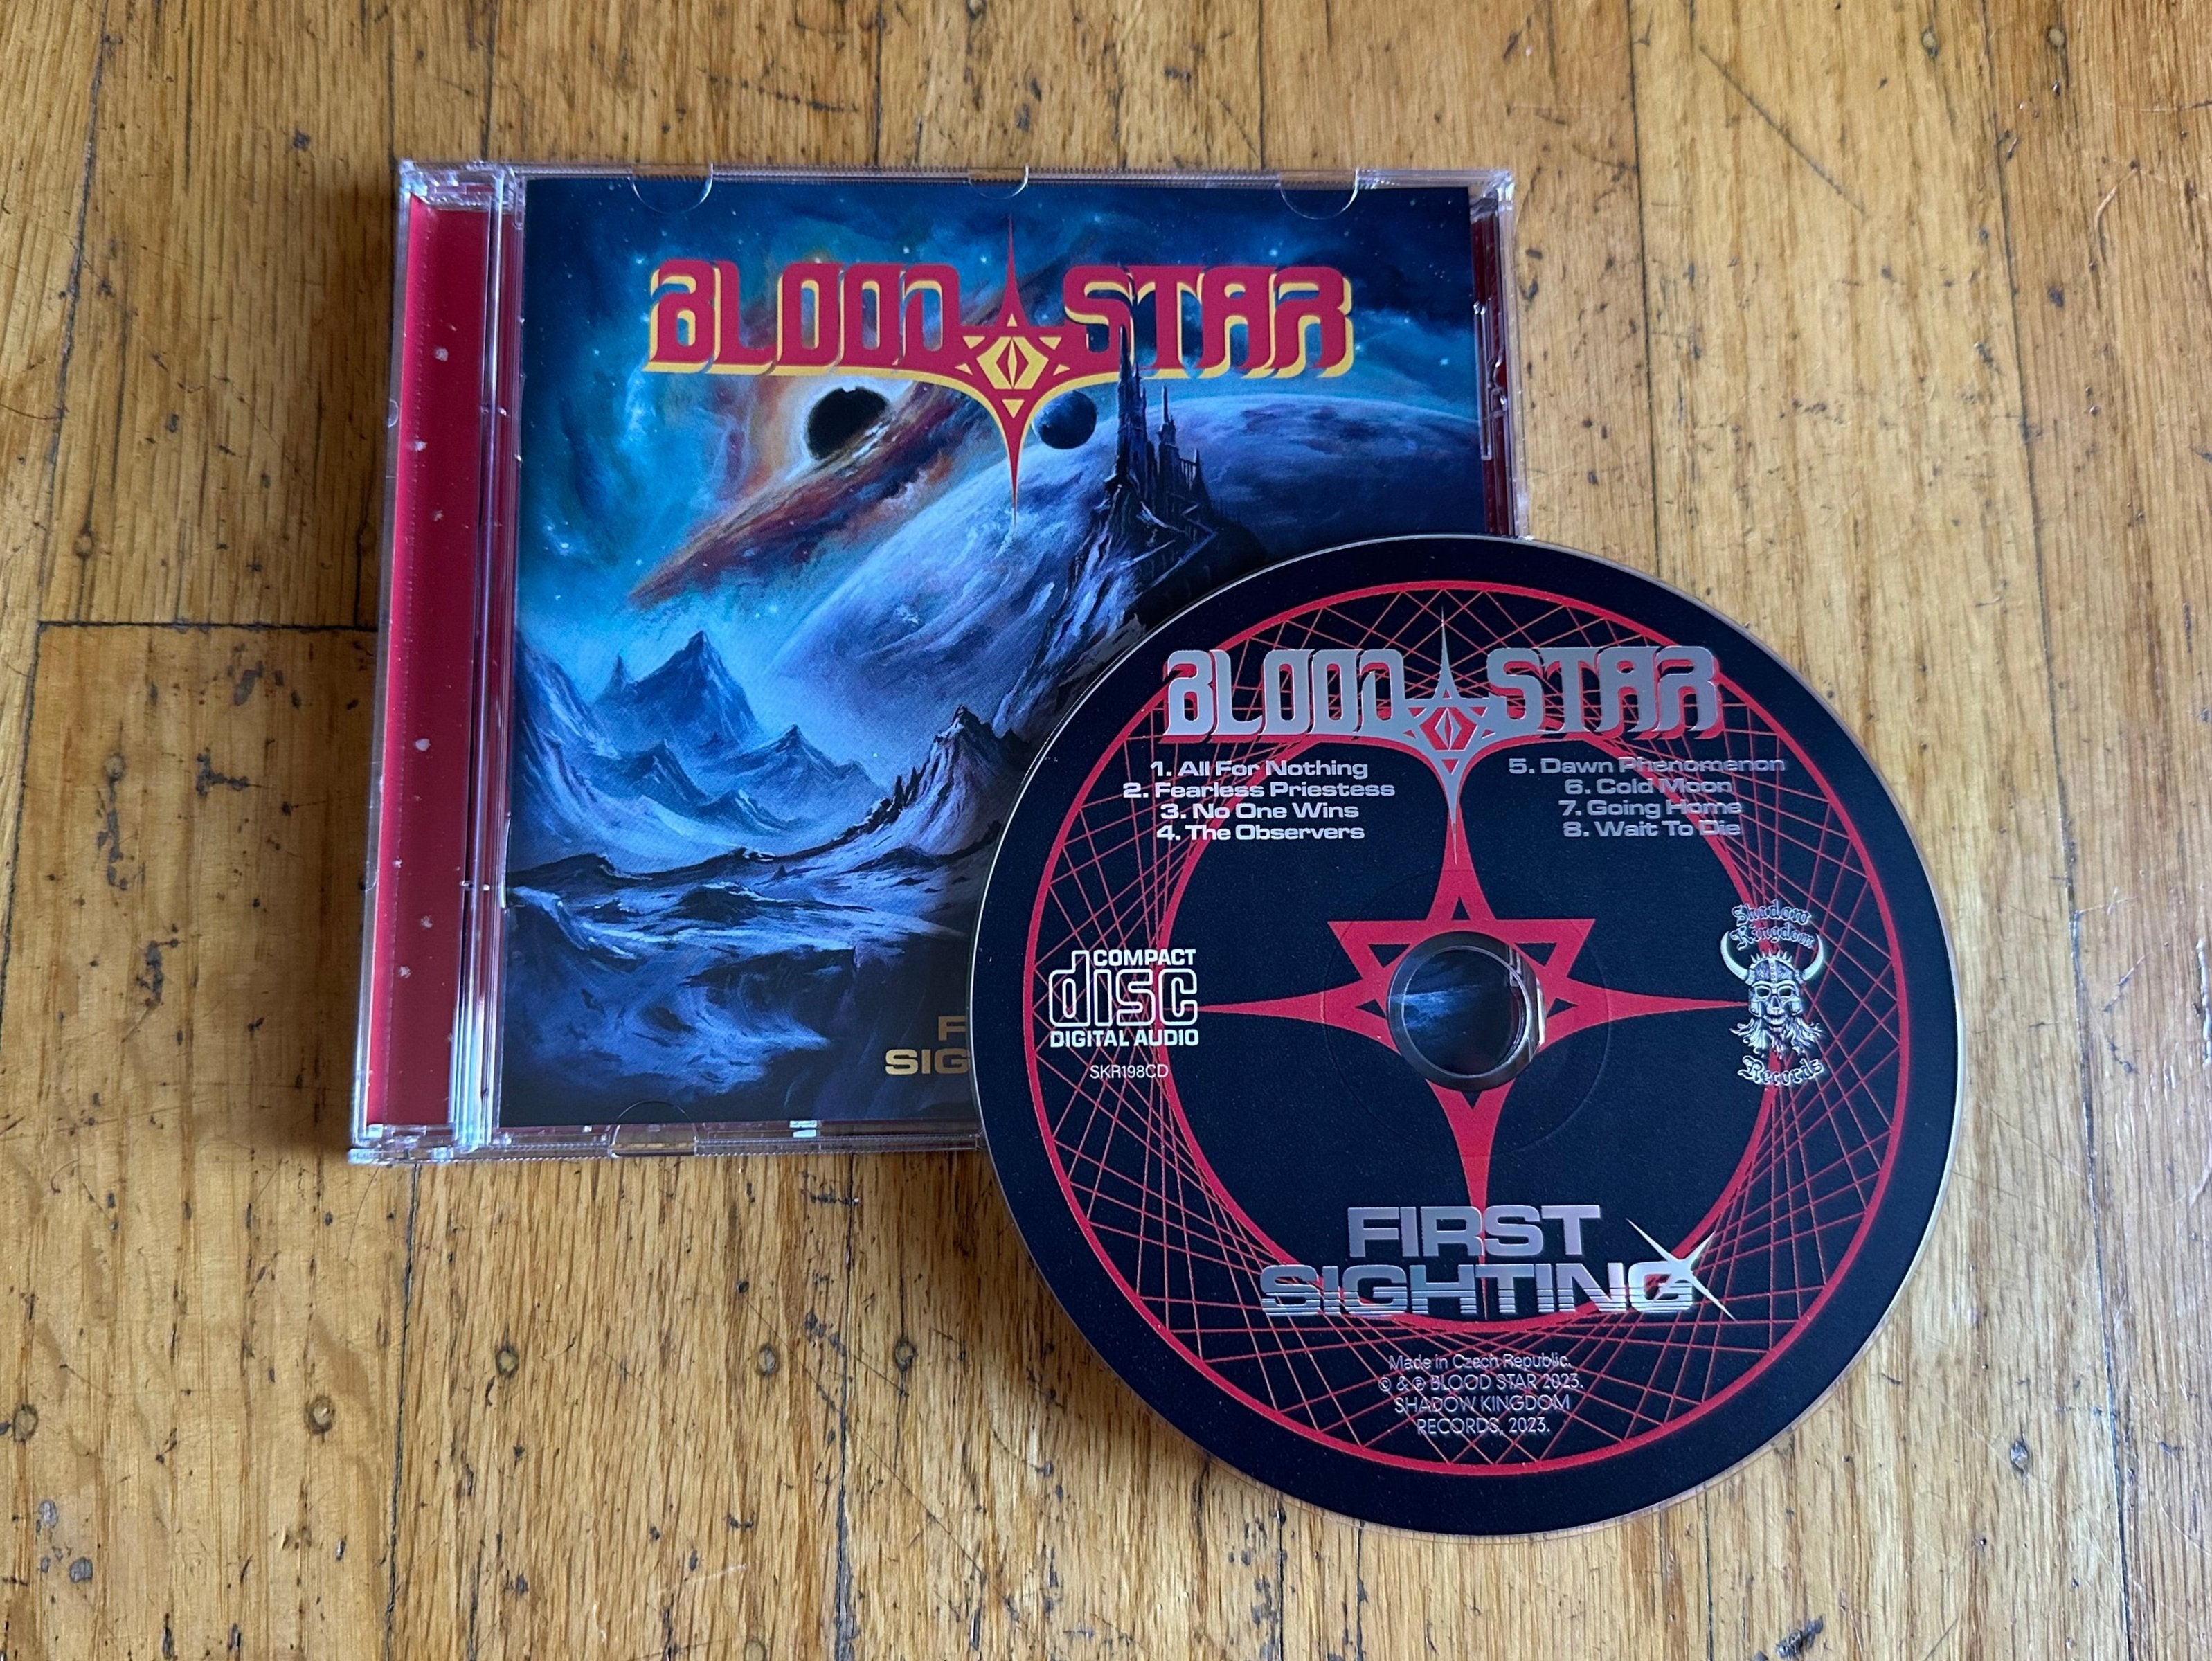 BLOOD STAR
F
SIG
BLOOD STAR
1. All For Nothing
2. Fearless Priestess
3. No One Wins
4. The Observers
5. Dawn Phenomenon
6. Cold Moon
7. Going Home
8. Wait To Die
COMPACT
disc
DIGITAL AUDIO
SKR198CD
Shadow
Kingdom
Records
FIRST
SIGHTING
Made in Czech Republic.
© & ℗ BLOOD STAR 2023.
SHADOW KINGDOM
RECORDS, 2023.